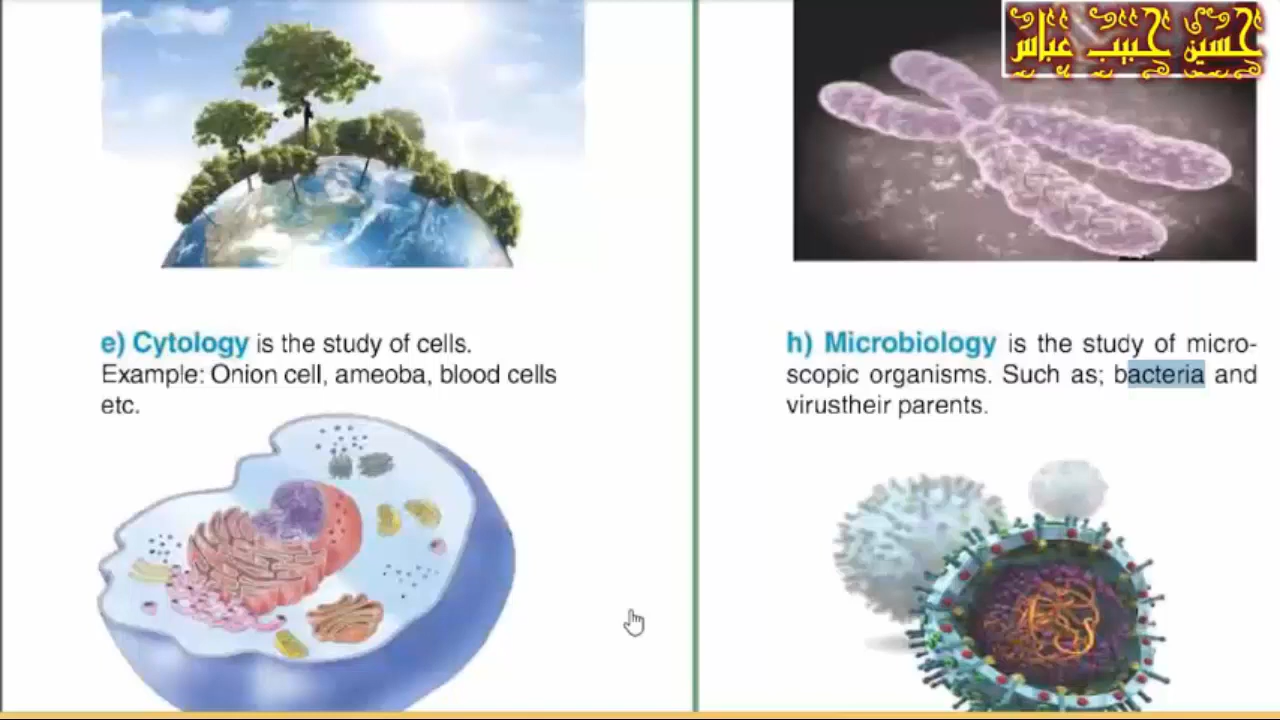 حسين حبيب عباس
e) Cytology is the study of cells.
Example: Onion cell, ameoba, blood cells
etc.
h) Microbiology is the study of micro-
scopic organisms. Such as; bacteria and
virustheir parents.